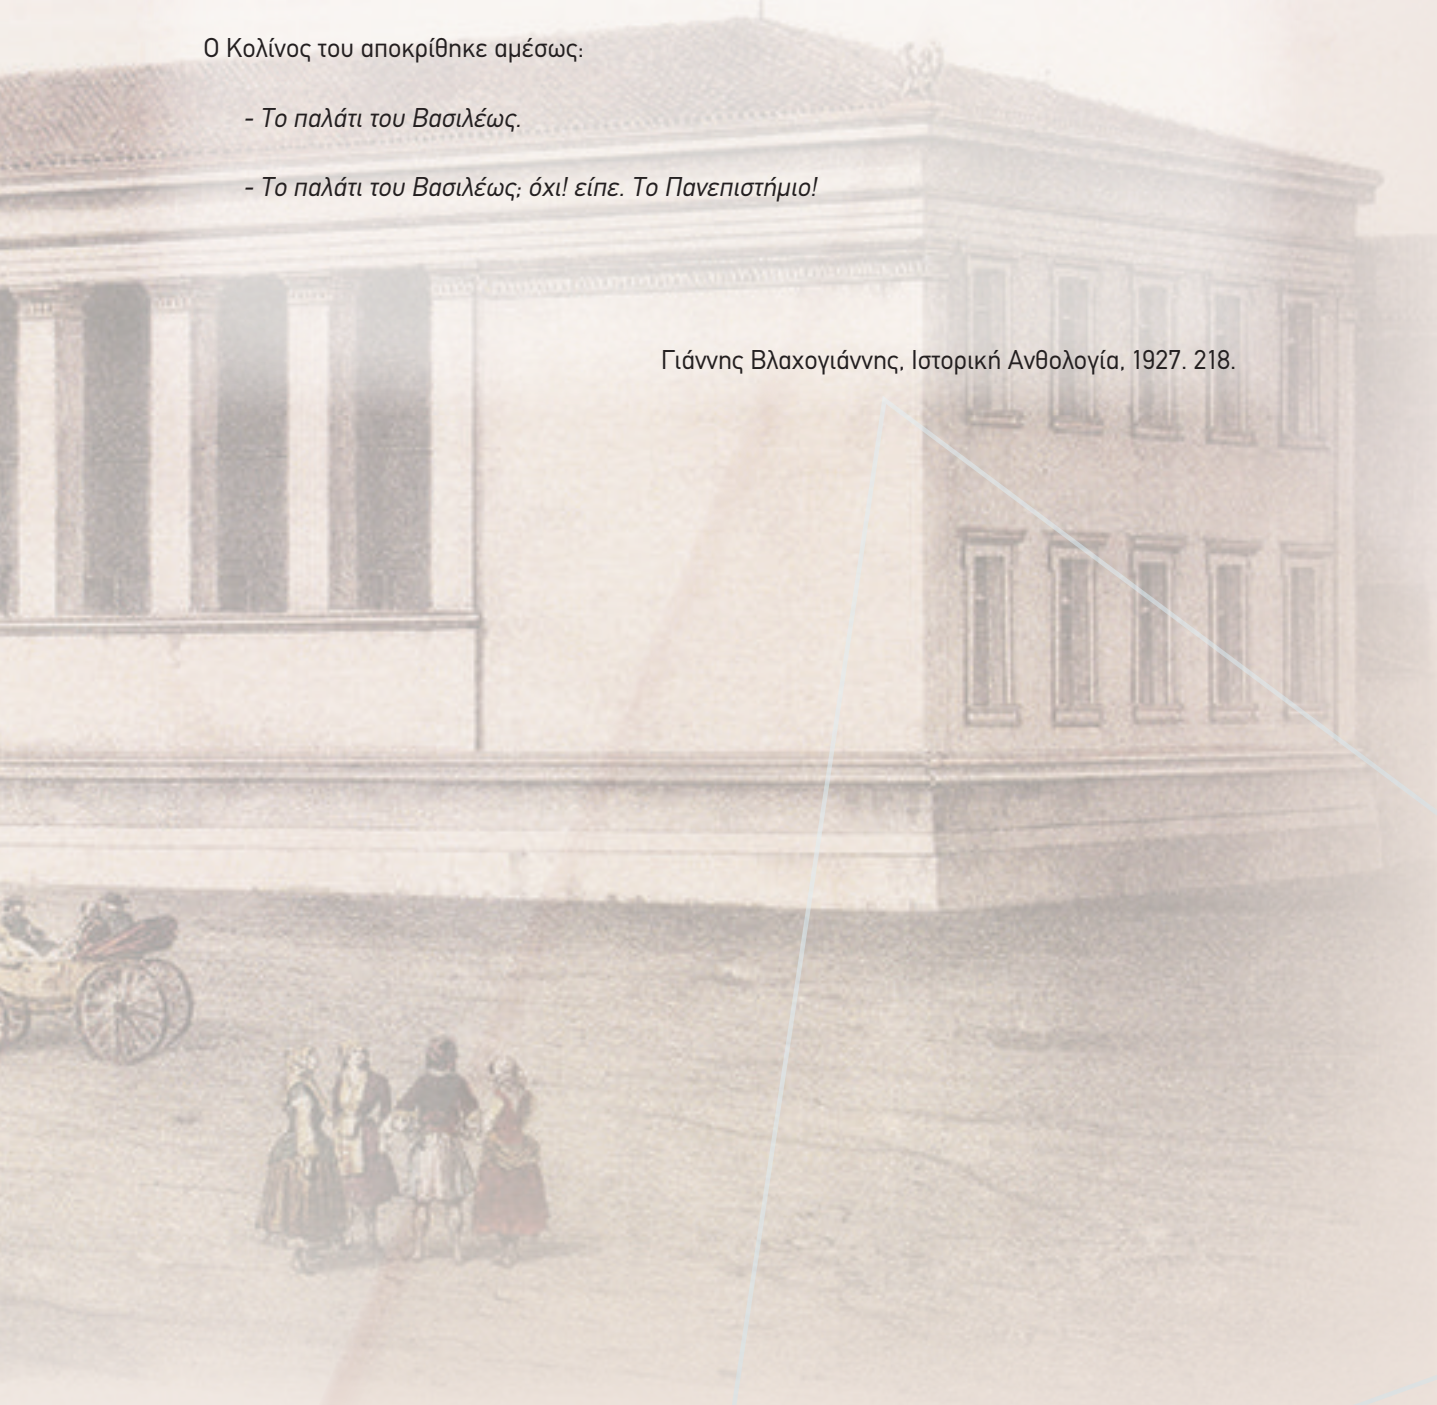 Ο Κολίνος του αποκρίθηκε αμέσως:
- Το παλάτι του Βασιλέως.
- Το παλάτι του Βασιλέως; όχι! είπε. Το Πανεπιστήμιο!
Γιάννης Βλαχογιάννης, Ιστορική Ανθολογία, 1927. 218.